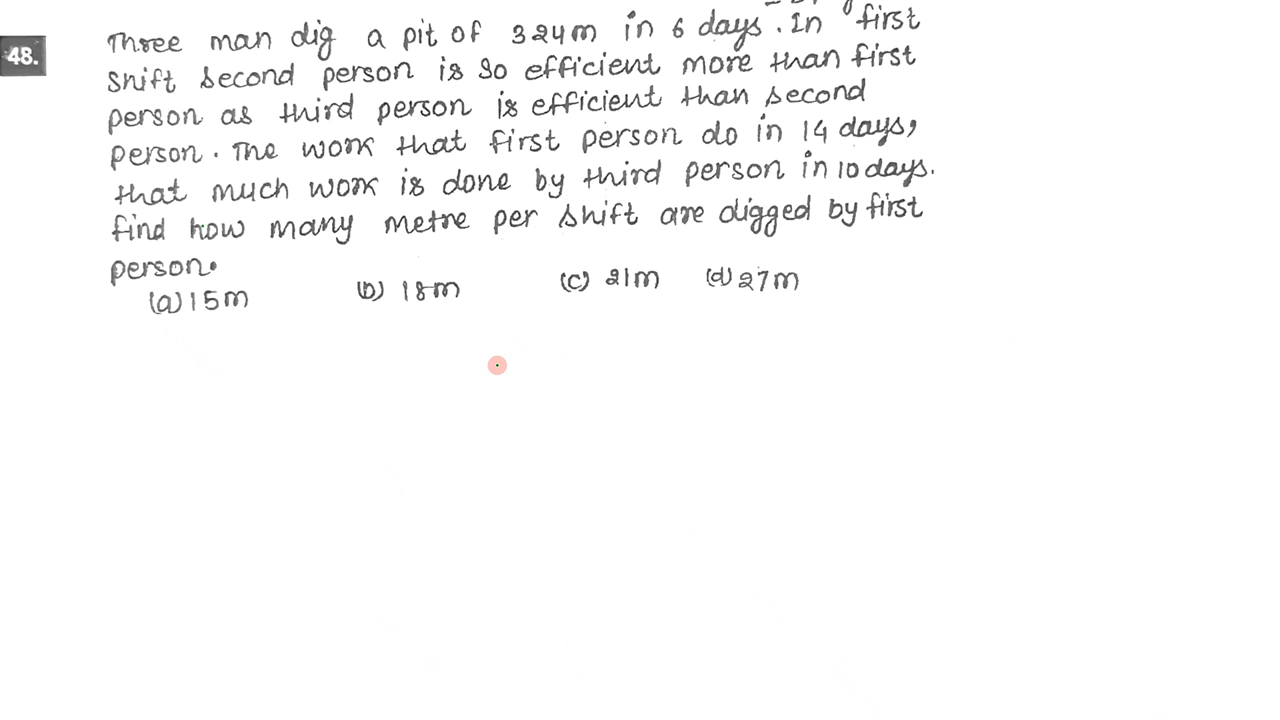 48.
Three man dig a pit of 324m in 6 days. In first
shift second person is so efficient more than first
person as third person is efficient than second
person. The work that first person do in 14 days,
that much work is done by third person in 10 days.
find how many metre per shift are digged by first
person.
(a) 15m (b) 18m (c) 21m (d) 27m